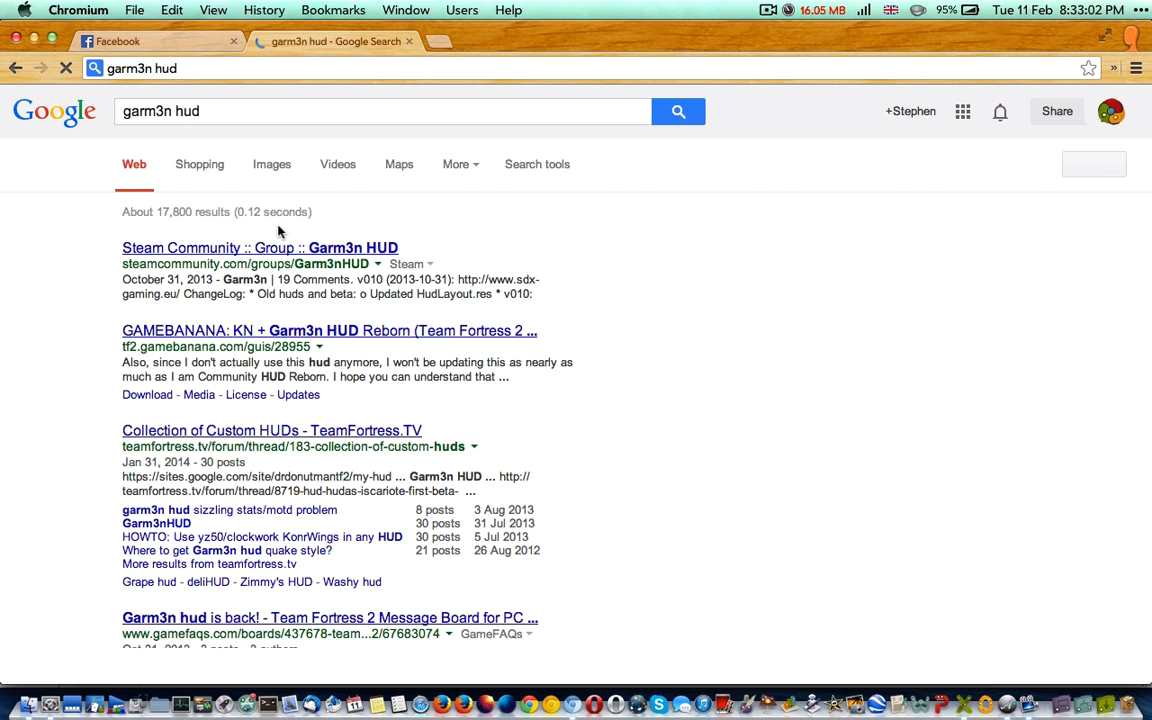 Chromium File Edit View History Bookmarks Window Users Help 16.05 MB 95% Tue 11 Feb 8:33:02 PM
Facebook garm3n hud - Google Search
garm3n hud »
Google garm3n hud +Stephen Share
Web Shopping Images Videos Maps More Search tools
About 17,800 results (0.12 seconds)
Steam Community :: Group :: Garm3n HUD
steamcommunity.com/groups/Garm3nHUD Steam
October 31, 2013 - Garm3n | 19 Comments. v010 (2013-10-31): http://www.sdx-
gaming.eu/ ChangeLog: * Old huds and beta: o Updated HudLayout.res * v010:
GAMEBANANA: KN + Garm3n HUD Reborn (Team Fortress 2 ...
tf2.gamebanana.com/guis/28955
Also, since I don't actually use this hud anymore, I won't be updating this as nearly as
much as I am Community HUD Reborn. I hope you can understand that ...
Download - Media - License - Updates
Collection of Custom HUDs - TeamFortress.TV
teamfortress.tv/forum/thread/183-collection-of-custom-huds
Jan 31, 2014 - 30 posts
https://sites.google.com/site/drdonutmantf2/my-hud ... Garm3n HUD ... http://
teamfortress.tv/forum/thread/8719-hud-hudas-iscariote-first-beta- ...
garm3n hud sizzling stats/motd problem 8 posts 3 Aug 2013
Garm3nHUD 30 posts 31 Jul 2013
HOWTO: Use yz50/clockwork KonrWings in any HUD 30 posts 5 Jul 2013
Where to get Garm3n hud quake style? 21 posts 26 Aug 2012
More results from teamfortress.tv
Grape hud - deliHUD - Zimmy's HUD - Washy hud
Garm3n hud is back! - Team Fortress 2 Message Board for PC ...
www.gamefaqs.com/boards/437678-team...2/67683074 GameFAQs